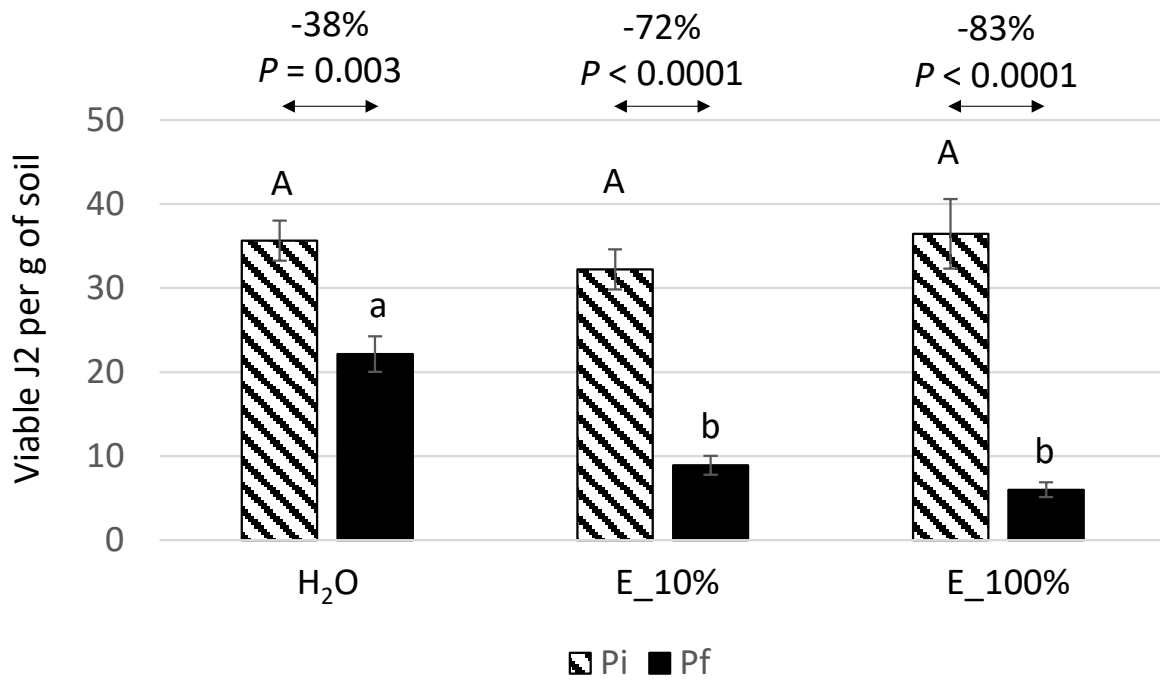 -38% -72% -83%
P = 0.003 P < 0.0001 P < 0.0001
Viable J2 per g of soil
50
40
30
20
10
0
A A A
a b b
H₂O E_10% E_100%
Pi Pf